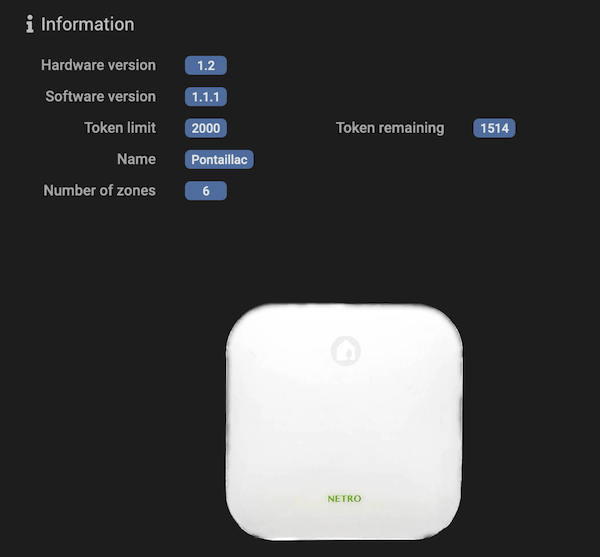 Information
Hardware version 1.2
Software version 1.1.1
Token limit 2000 Token remaining 1514
Name Pontaillac
Number of zones 6
NETRO